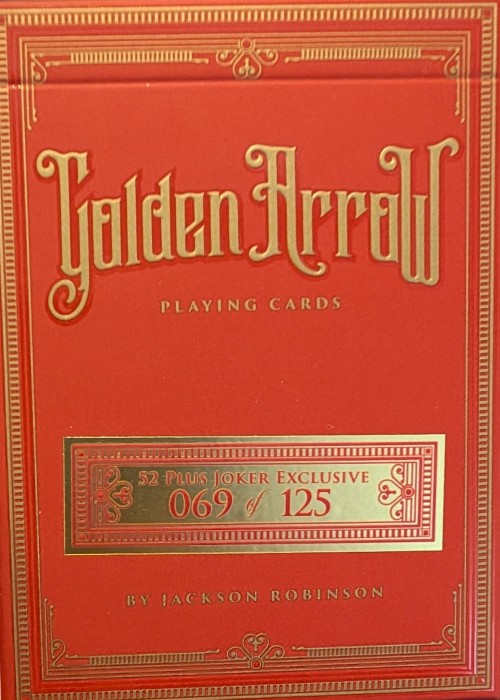 Golden Arrow
PLAYING CARDS
52 PLUS JOKER EXCLUSIVE
069 of 125
BY JACKSON ROBINSON